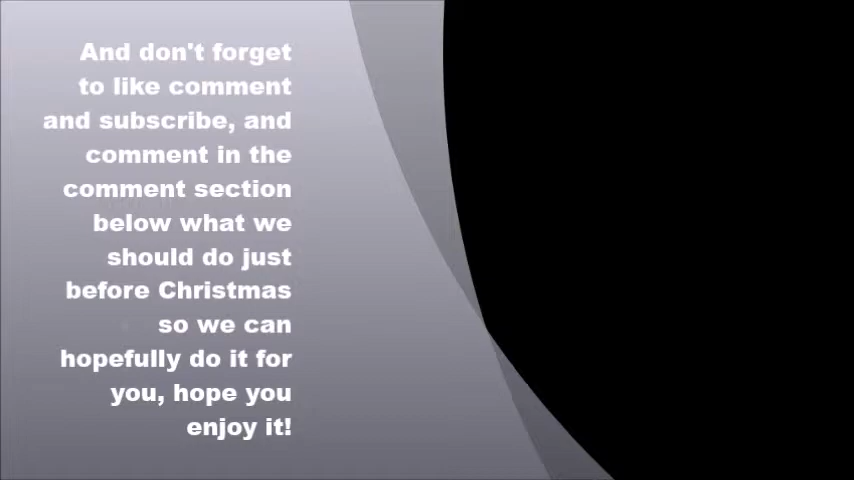 And don't forget
to like comment
and subscribe, and
comment in the
comment section
below what we
should do just
before Christmas
so we can
hopefully do it for
you, hope you
enjoy it!